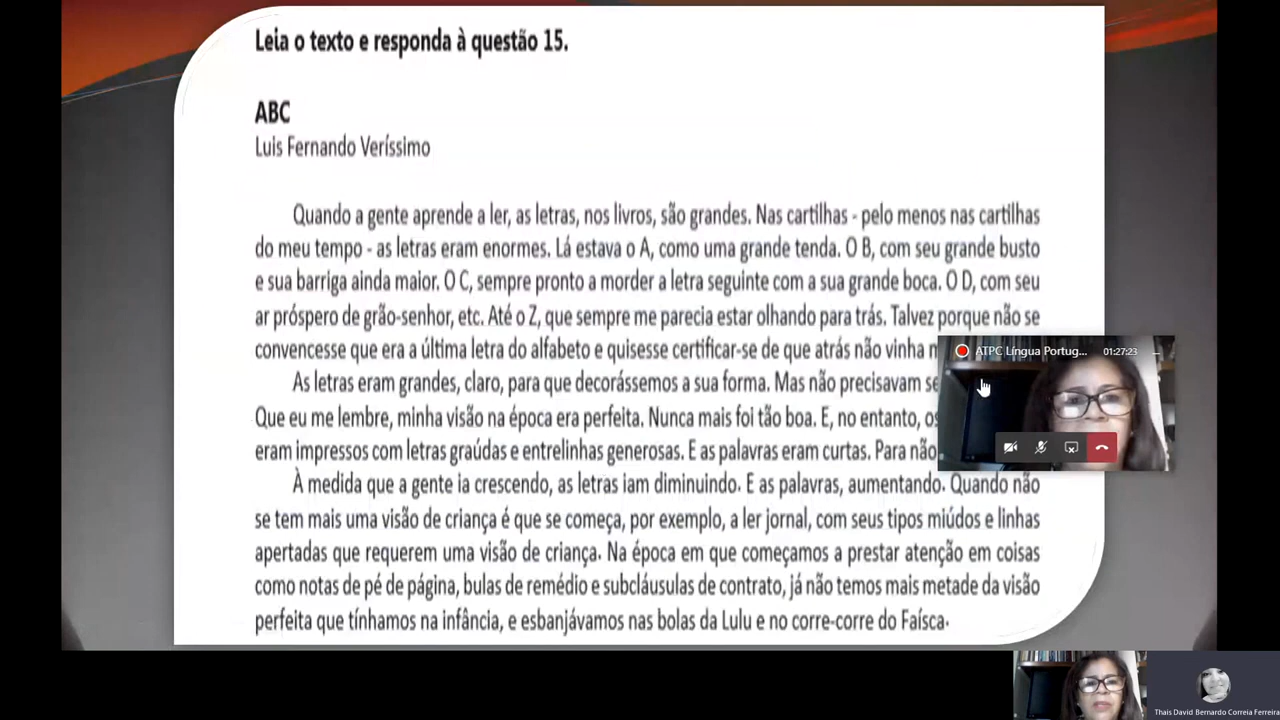 Leia o texto e responda à questão 15.
ABC
Luis Fernando Veríssimo
Quando a gente aprende a ler, as letras, nos livros, são grandes. Nas cartilhas - pelo menos nas cartilhas
do meu tempo - as letras eram enormes. Lá estava o A, como uma grande tenda. O B, com seu grande busto
e sua barriga ainda maior. O C, sempre pronto a morder a letra seguinte com a sua grande boca. O D, com seu
ar próspero de grão-senhor, etc. Até o Z, que sempre me parecia estar olhando para trás. Talvez porque não se
convencesse que era a última letra do alfabeto e quisesse certificar-se de que atrás não vinha
As letras eram grandes, claro, para que decorássemos a sua forma. Mas não precisavam
Que eu me lembre, minha visão na época era perfeita. Nunca mais foi tão boa. E, no entanto,
eram impressos com letras graúdas e entrelinhas generosas. E as palavras eram curtas. Para não
À medida que a gente ia crescendo, as letras iam diminuindo. E as palavras, aumentando. Quando não
se tem mais uma visão de criança é que se começa, por exemplo, a ler jornal, com seus tipos miúdos e linhas
apertadas que requerem uma visão de criança. Na época em que começamos a prestar atenção em coisas
como notas de pé de página, bulas de remédio e subcláusulas de contrato, já não temos mais metade da visão
perfeita que tínhamos na infância, e esbanjávamos nas bolas da Lulu e no corre-corre do Faísca.
ATPC Língua Portug... 01:27:23
Thais David Bernardo Correia Ferreira